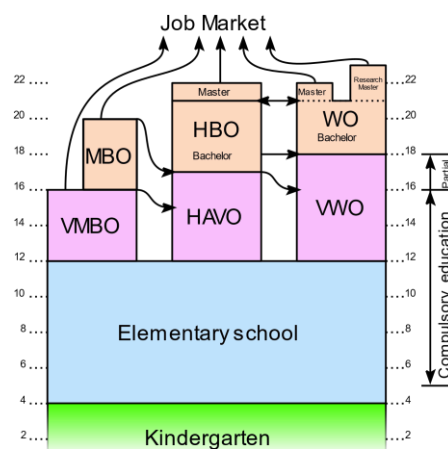 Job Market
22
Master
Master
Research
Master
22
20
MBO
HBO
WO
20
Bachelor
18
Bachelor
18
Partial
16
16
VMBO
HAVO
VWO
14
14
12
12
Compulsory education
10
10
8
Elementary school
8
6
6
4
4
2
Kindergarten
2